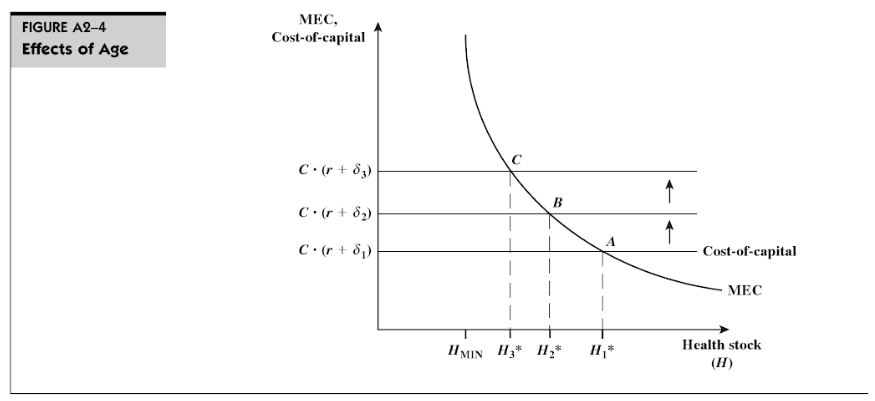 FIGURE A2–4
Effects of Age
MEC,
Cost-of-capital
C · (r + δ₃)
C · (r + δ₂)
C · (r + δ₁)
C
B
A
Cost-of-capital
MEC
H_MIN H₃* H₂* H₁*
Health stock
(H)